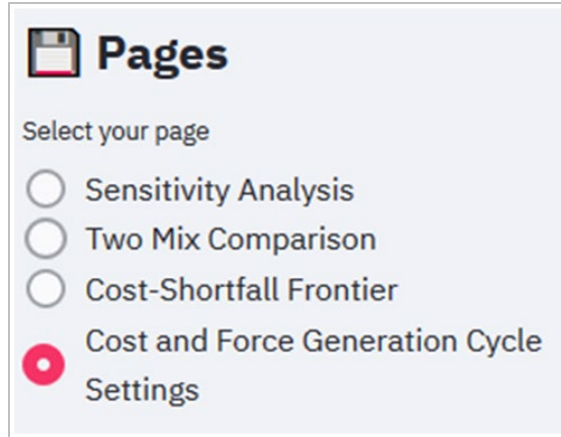 Pages
Select your page
Sensitivity Analysis
Two Mix Comparison
Cost-Shortfall Frontier
Cost and Force Generation Cycle
Settings